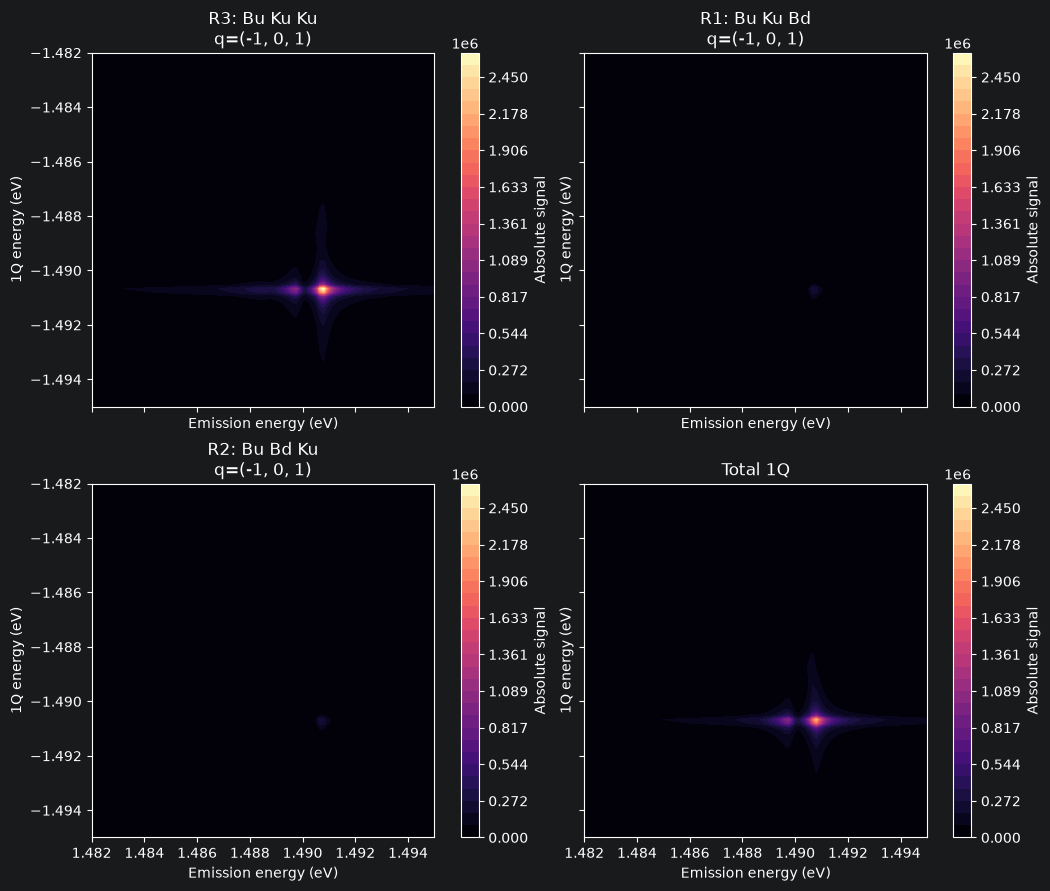 R3: Bu Ku Ku
q=(-1, 0, 1)
−1.482
−1.484
−1.486
−1.488
−1.490
−1.492
−1.494
1Q energy (eV)
Emission energy (eV)
1e6
2.450
2.178
1.906
1.633
1.361
1.089
0.817
0.544
0.272
0.000
Absolute signal
R1: Bu Ku Bd
q=(-1, 0, 1)
1Q energy (eV)
Emission energy (eV)
1e6
2.450
2.178
1.906
1.633
1.361
1.089
0.817
0.544
0.272
0.000
Absolute signal
R2: Bu Bd Ku
q=(-1, 0, 1)
−1.482
−1.484
−1.486
−1.488
−1.490
−1.492
−1.494
1Q energy (eV)
1.482 1.484 1.486 1.488 1.490 1.492 1.494
Emission energy (eV)
1e6
2.450
2.178
1.906
1.633
1.361
1.089
0.817
0.544
0.272
0.000
Absolute signal
Total 1Q
1Q energy (eV)
1.482 1.484 1.486 1.488 1.490 1.492 1.494
Emission energy (eV)
1e6
2.450
2.178
1.906
1.633
1.361
1.089
0.817
0.544
0.272
0.000
Absolute signal